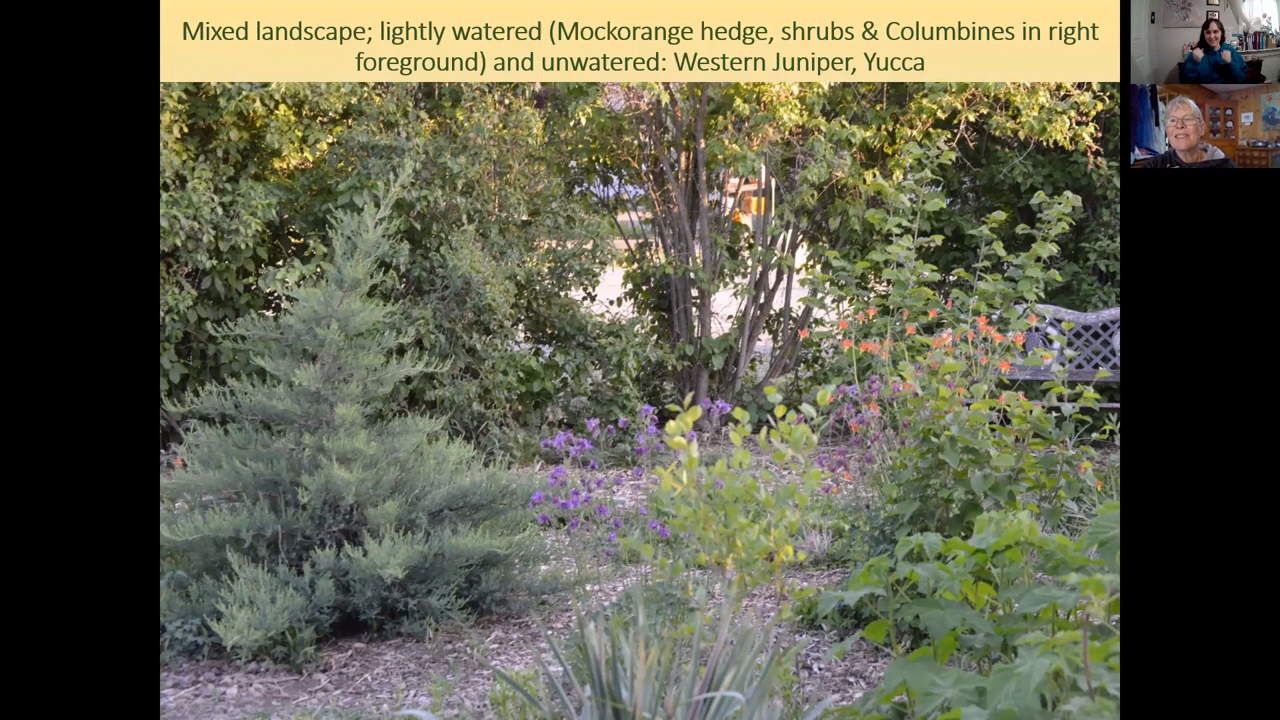 Mixed landscape; lightly watered (Mockorange hedge, shrubs & Columbines in right
foreground) and unwatered: Western Juniper, Yucca